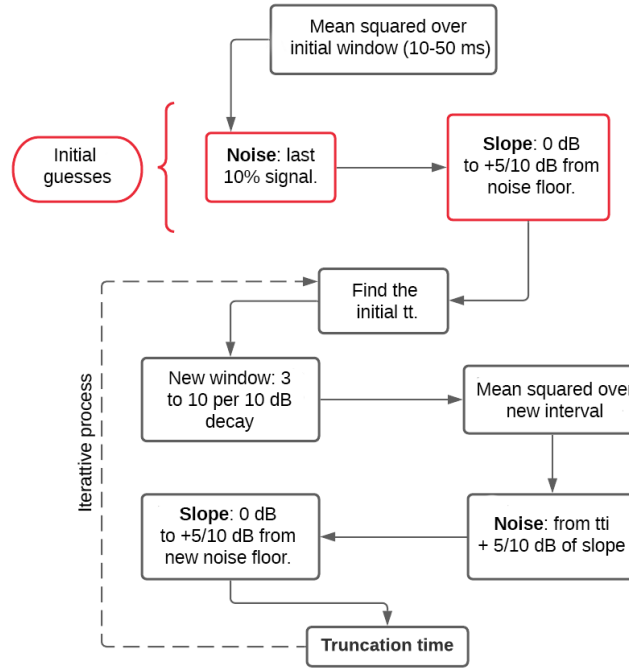 Mean squared over
initial window (10-50 ms)
Initial
guesses
Noise: last
10% signal.
Slope: 0 dB
to +5/10 dB from
noise floor.
Find the
initial tt.
New window: 3
to 10 per 10 dB
decay
Mean squared over
new interval
Iterattive process
Slope: 0 dB
to +5/10 dB from
new noise floor.
Noise: from tti
+ 5/10 dB of slope
Truncation time